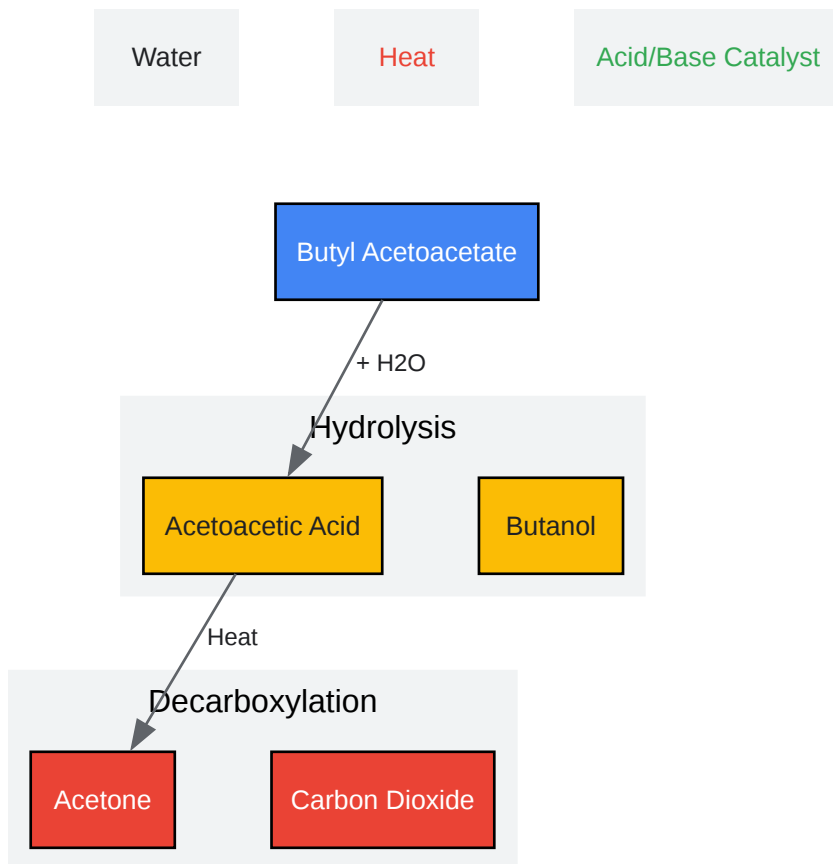 Water
Heat
Acid/Base Catalyst
Butyl Acetoacetate
+ H2O
Hydrolysis
Acetoacetic Acid
Butanol
Heat
Decarboxylation
Acetone
Carbon Dioxide